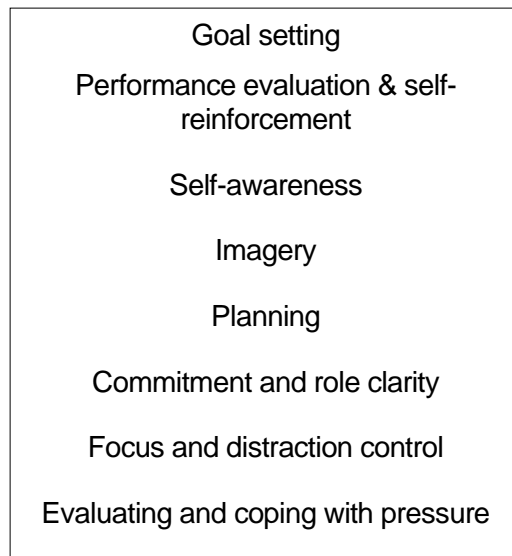 Goal setting
Performance evaluation & self-
reinforcement
Self-awareness
Imagery
Planning
Commitment and role clarity
Focus and distraction control
Evaluating and coping with pressure